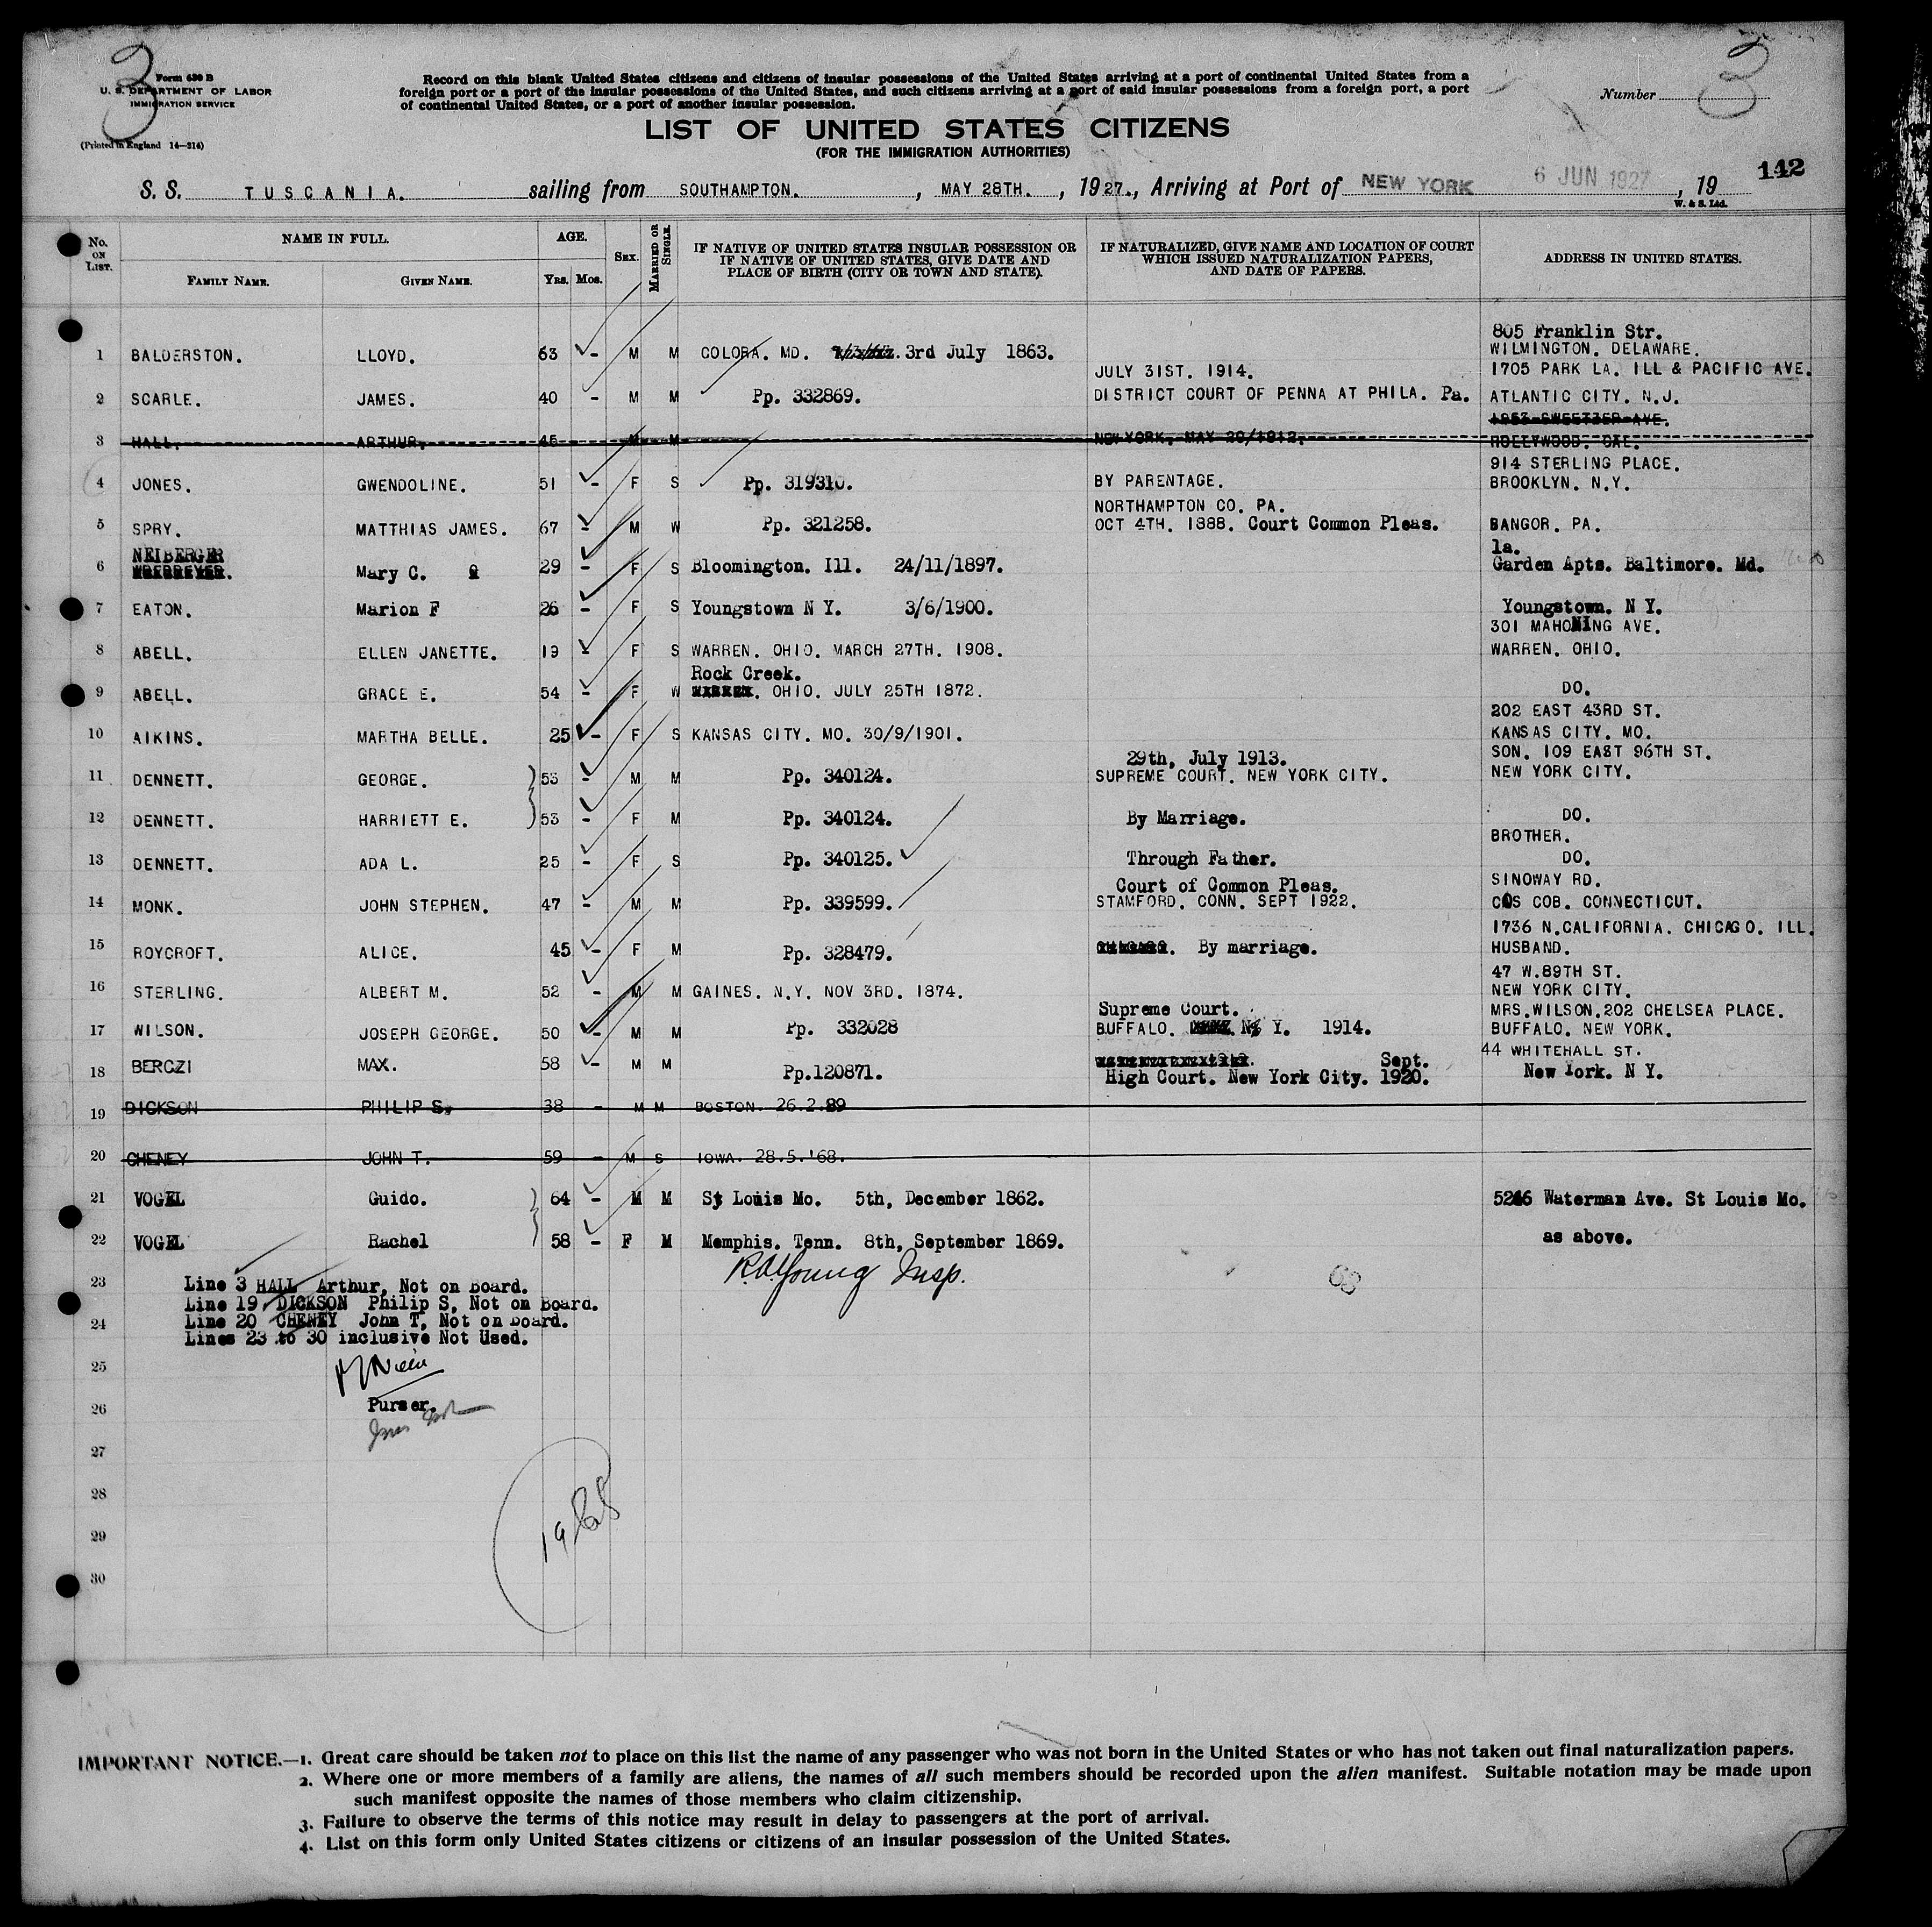 3
3
Form 630 B
U. S. DEPARTMENT OF LABOR
IMMIGRATION SERVICE
(Printed in England 14—314)
Record on this blank United States citizens and citizens of insular possessions of the United States arriving at a port of continental United States from a
foreign port or a port of the insular possessions of the United States, and such citizens arriving at a port of said insular possessions from a foreign port, a port
of continental United States, or a port of another insular possession.
Number
LIST OF UNITED STATES CITIZENS
(FOR THE IMMIGRATION AUTHORITIES)
142
S. S. TUSCANIA. sailing from SOUTHAMPTON. , MAY 28TH. , 1927., Arriving at Port of NEW YORK 6 JUN 1927 , 19
W. & S. Ltd.
No. ON LIST.
NAME IN FULL.
FAMILY NAME. GIVEN NAME.
AGE.
YRS. MOS.
SEX.
MARRIED OR SINGLE.
IF NATIVE OF UNITED STATES INSULAR POSSESSION OR
IF NATIVE OF UNITED STATES, GIVE DATE AND
PLACE OF BIRTH (CITY OR TOWN AND STATE).
IF NATURALIZED, GIVE NAME AND LOCATION OF COURT
WHICH ISSUED NATURALIZATION PAPERS,
AND DATE OF PAPERS.
ADDRESS IN UNITED STATES.
805 Franklin Str.
1 BALDERSTON. LLOYD. 63 - M M COLORA. MD. 3rd July 1863. WILMINGTON. DELAWARE.
JULY 31ST. 1914. 1705 PARK LA. ILL & PACIFIC AVE.
2 SCARLE. JAMES. 40 - M M Pp. 332869. DISTRICT COURT OF PENNA AT PHILA. Pa. ATLANTIC CITY. N.J.
1253 SWEETZER AVE.
3 HALL. ARTHUR. 45 - M M NEW YORK. MAY 20/1912. HOLLYWOOD. CAL.
914 STERLING PLACE.
4 JONES. GWENDOLINE. 51 - F S Pp. 319310. BY PARENTAGE. BROOKLYN. N.Y.
NORTHAMPTON CO. PA.
5 SPRY. MATTHIAS JAMES. 67 - M W Pp. 321258. OCT 4TH. 1888. Court Common Pleas. BANGOR. PA.
NEIBERGER 1a.
6 Mary C. 29 - F S Bloomington. Ill. 24/11/1897. Garden Apts. Baltimore. Md.
7 EATON. Marion F 26 - F S Youngstown N Y. 3/6/1900. Youngstown. N Y.
301 MAHONING AVE.
8 ABELL. ELLEN JANETTE. 19 - F S WARREN. OHIO. MARCH 27TH. 1908. WARREN. OHIO.
Rock Creek.
9 ABELL. GRACE E. 54 - F W OHIO. JULY 25TH 1872. DO.
202 EAST 43RD ST.
10 AIKINS. MARTHA BELLE. 25 - F S KANSAS CITY. MO. 30/9/1901. KANSAS CITY. MO.
29th, July 1913. SON. 109 EAST 96TH ST.
11 DENNETT. GEORGE. 53 - M M Pp. 340124. SUPREME COURT. NEW YORK CITY. NEW YORK CITY.
12 DENNETT. HARRIETT E. 53 - F M Pp. 340124. By Marriage. DO.
BROTHER.
13 DENNETT. ADA L. 25 - F S Pp. 340125. Through Father. DO.
Court of Common Pleas. SINOWAY RD.
14 MONK. JOHN STEPHEN. 47 - M M Pp. 339599. STAMFORD. CONN. SEPT 1922. COS COB. CONNECTICUT.
1736 N.CALIFORNIA. CHICAGO. ILL.
15 ROYCROFT. ALICE. 45 - F M Pp. 328479. By marriage. HUSBAND.
47 W.89TH ST.
16 STERLING. ALBERT M. 52 - M M GAINES. N.Y. NOV 3RD. 1874. NEW YORK CITY.
Supreme Court. MRS.WILSON.202 CHELSEA PLACE.
17 WILSON. JOSEPH GEORGE. 50 - M M Pp. 332028 BUFFALO. N Y. 1914. BUFFALO. NEW YORK.
44 WHITEHALL ST.
18 BERCZI MAX. 58 - M M Pp.120871. High Court. New York City. Sept. 1920. New York. N Y.
19 DICKSON PHILIP S. 38 - M M BOSTON. 26.2.89
20 CHENEY JOHN T. 59 - M S IOWA. 28.5.'68.
21 VOGEL Guido. 64 - M M St Louis Mo. 5th, December 1862. 5246 Waterman Ave. St Louis Mo.
22 VOGEL Rachel 58 - F M Memphis. Tenn. 8th, September 1869. as above.
R.A.Young Insp.
68
23 Line 3 HALL Arthur, Not on Board.
Line 19 DICKSON Philip S, Not on Board.
24 Line 20 CHENEY John T, Not on Board.
Lines 23 to 30 inclusive Not Used.
25
26 Purser.
27
28
29
30
19
IMPORTANT NOTICE.—1. Great care should be taken not to place on this list the name of any passenger who was not born in the United States or who has not taken out final naturalization papers.
2. Where one or more members of a family are aliens, the names of all such members should be recorded upon the alien manifest. Suitable notation may be made upon
such manifest opposite the names of those members who claim citizenship.
3. Failure to observe the terms of this notice may result in delay to passengers at the port of arrival.
4. List on this form only United States citizens or citizens of an insular possession of the United States.